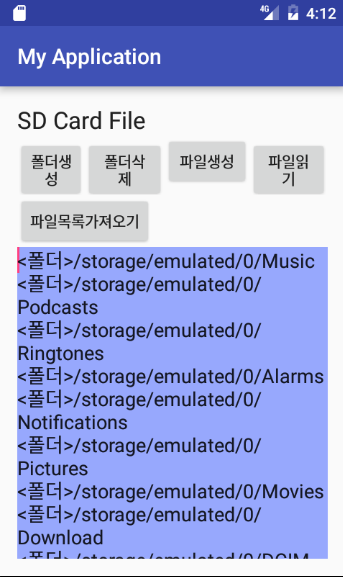 4G 4:12
My Application
SD Card File
폴더생
성
폴더삭
제
파일생성
파일읽
기
파일목록가져오기
<폴더>/storage/emulated/0/Music
<폴더>/storage/emulated/0/
Podcasts
<폴더>/storage/emulated/0/
Ringtones
<폴더>/storage/emulated/0/Alarms
<폴더>/storage/emulated/0/
Notifications
<폴더>/storage/emulated/0/
Pictures
<폴더>/storage/emulated/0/Movies
<폴더>/storage/emulated/0/
Download
<폴더>/storage/emulated/0/DCIM